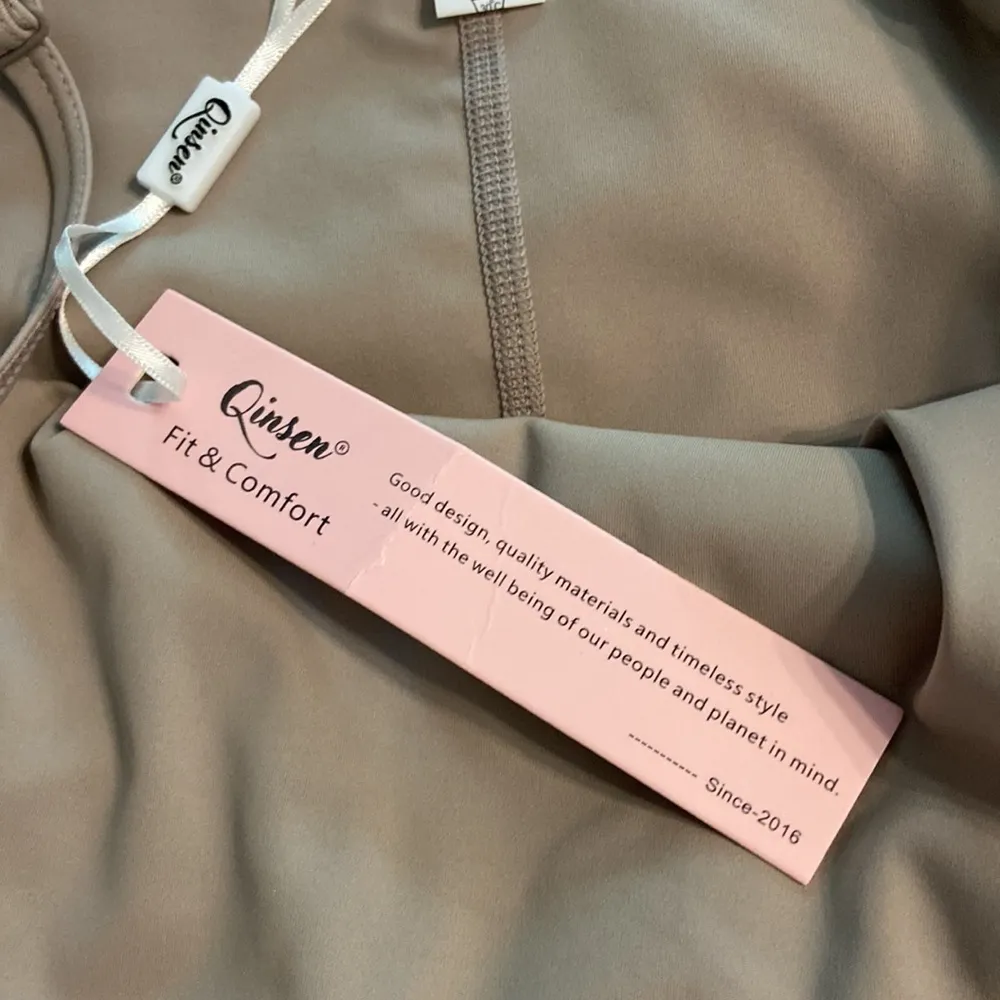 Qinsen®
Qinsen®
Fit & Comfort
Good design, quality materials and timeless style
- all with the well being of our people and planet in mind.
----------- Since-2016